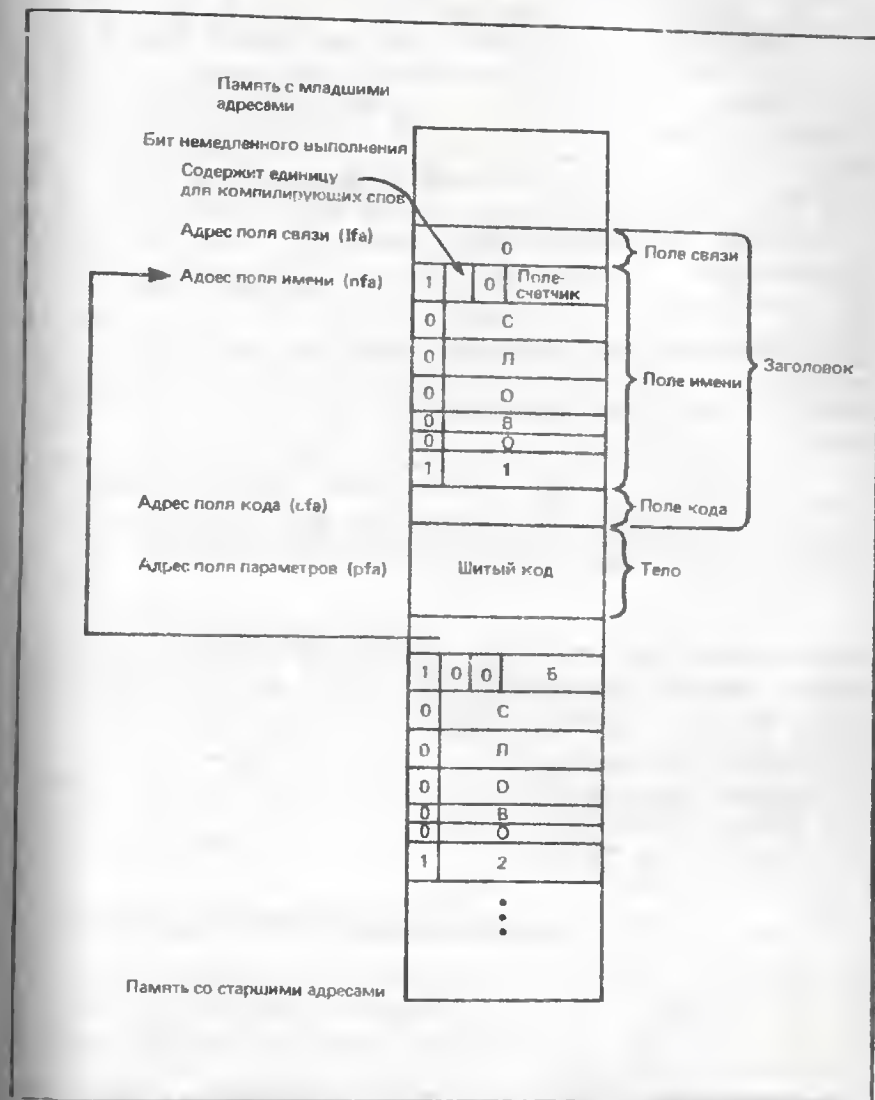 Память с младшими
адресами
Бит немедленного выполнения
Содержит единицу
для компилирующих слов
Адрес поля связи (lfa)
0
Поле связи
Адрес поля имени (nfa)
1 0 Поле-
счетчик
0 С
0 Л
0 О
0 В
0 О
1 1
Поле имени
Заголовок
Адрес поля кода (cfa)
Поле кода
Адрес поля параметров (pfa)
Шитый код
Тело
1 0 0 Б
0 С
0 Л
0 О
0 В
0 О
1 2
Память со старшими адресами